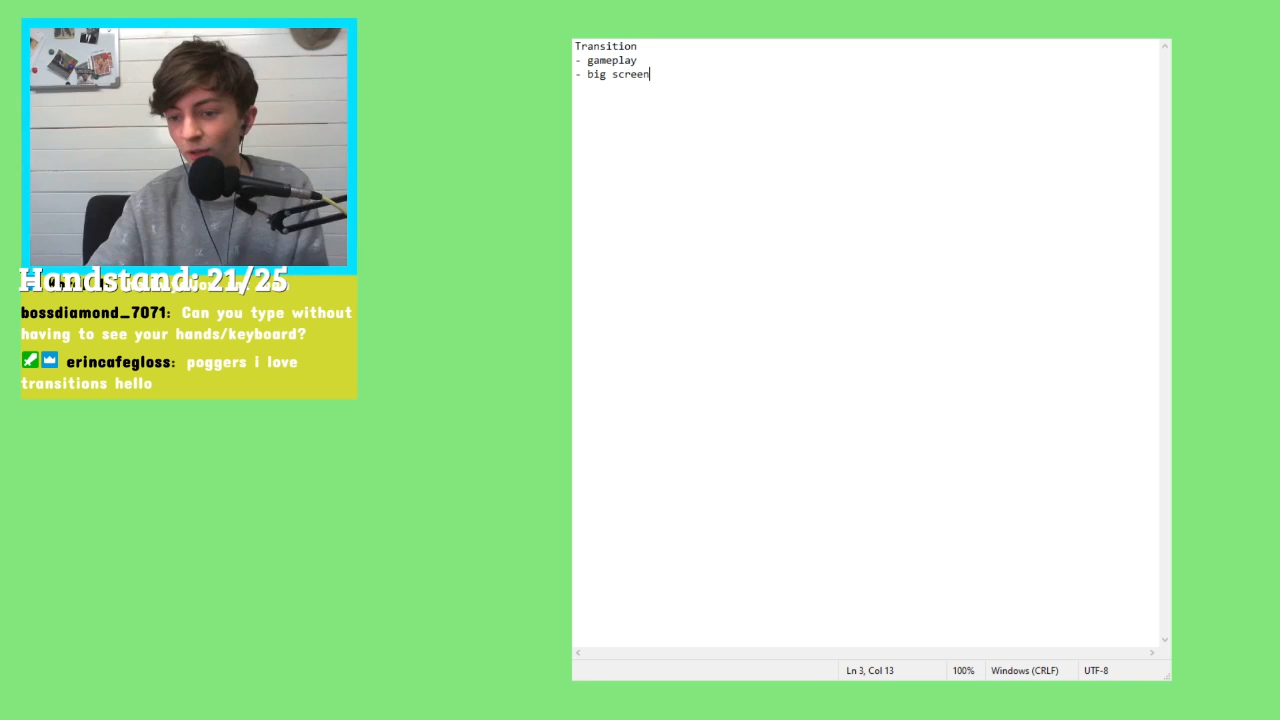 Handstand: 21/25
bossdiamond_7071: Can you type without
having to see your hands/keyboard?
erincafegloss: poggers i love
transitions hello
Transition
- gameplay
- big screen
Ln 3, Col 13
100%
Windows (CRLF)
UTF-8